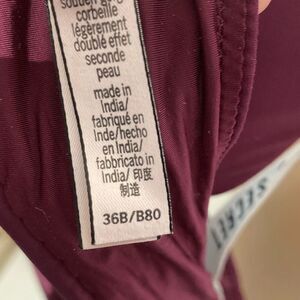 corbeille
légèrement
double effet
seconde
peau
made in
India/
fabriqué en
Inde/hecho
en India/
fabbricato in
India/ 印度
制造
36B/B80
SECRET